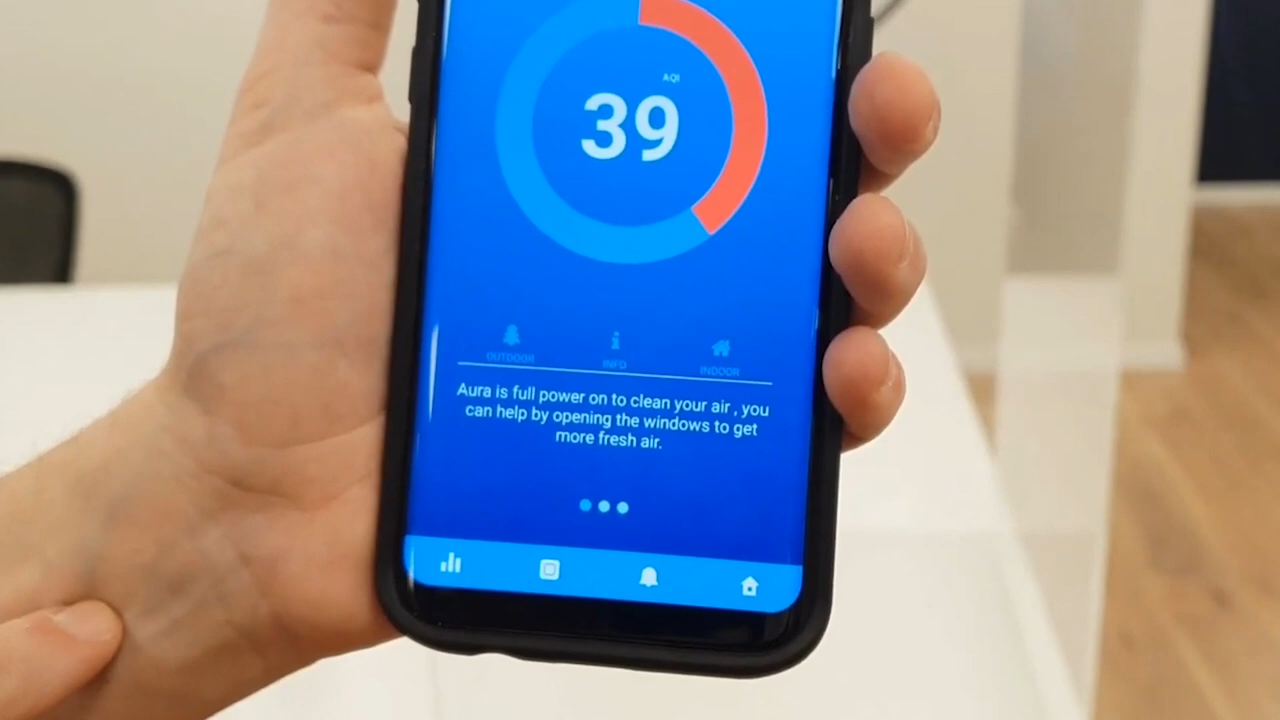 AQI
39
OUTDOOR
INFO
INDOOR
Aura is full power on to clean your air , you
can help by opening the windows to get
more fresh air.